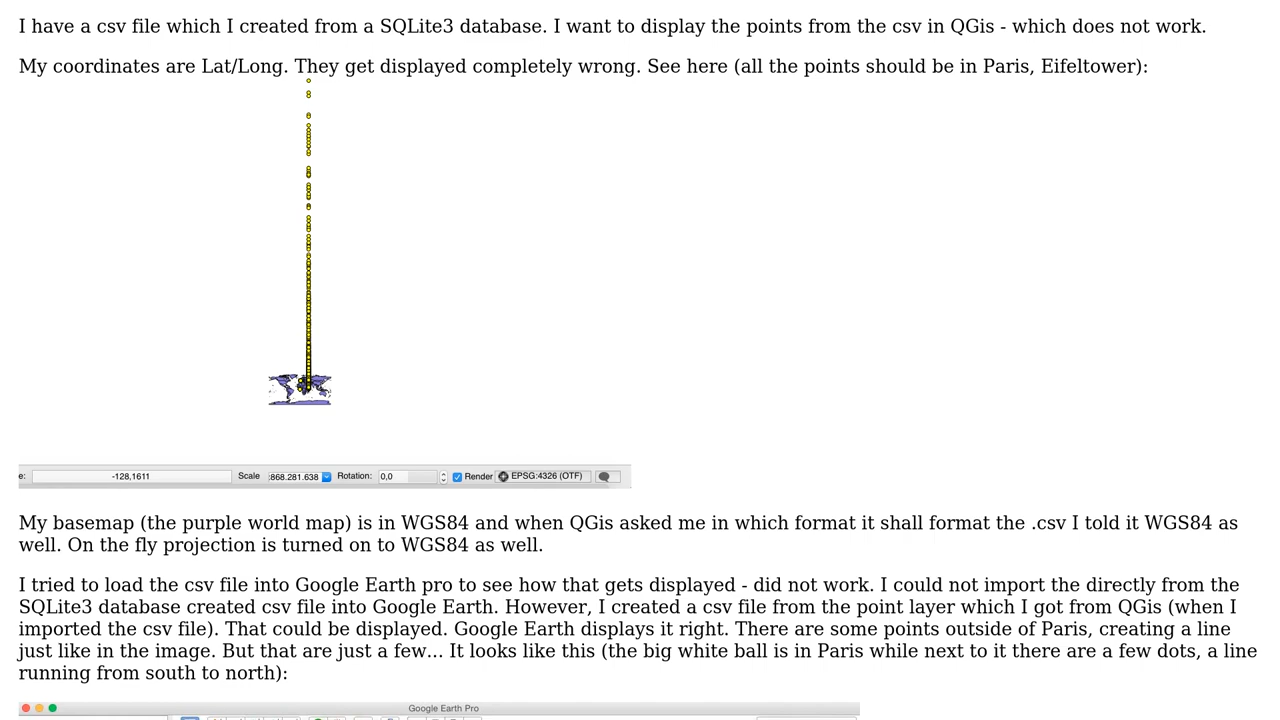 I have a csv file which I created from a SQLite3 database. I want to display the points from the csv in QGis - which does not work.
My coordinates are Lat/Long. They get displayed completely wrong. See here (all the points should be in Paris, Eifeltower):
e:
-128,1611
Scale
:868.281.638
Rotation:
0,0
Render
EPSG:4326 (OTF)
My basemap (the purple world map) is in WGS84 and when QGis asked me in which format it shall format the .csv I told it WGS84 as
well. On the fly projection is turned on to WGS84 as well.
I tried to load the csv file into Google Earth pro to see how that gets displayed - did not work. I could not import the directly from the
SQLite3 database created csv file into Google Earth. However, I created a csv file from the point layer which I got from QGis (when I
imported the csv file). That could be displayed. Google Earth displays it right. There are some points outside of Paris, creating a line
just like in the image. But that are just a few... It looks like this (the big white ball is in Paris while next to it there are a few dots, a line
running from south to north):
Google Earth Pro